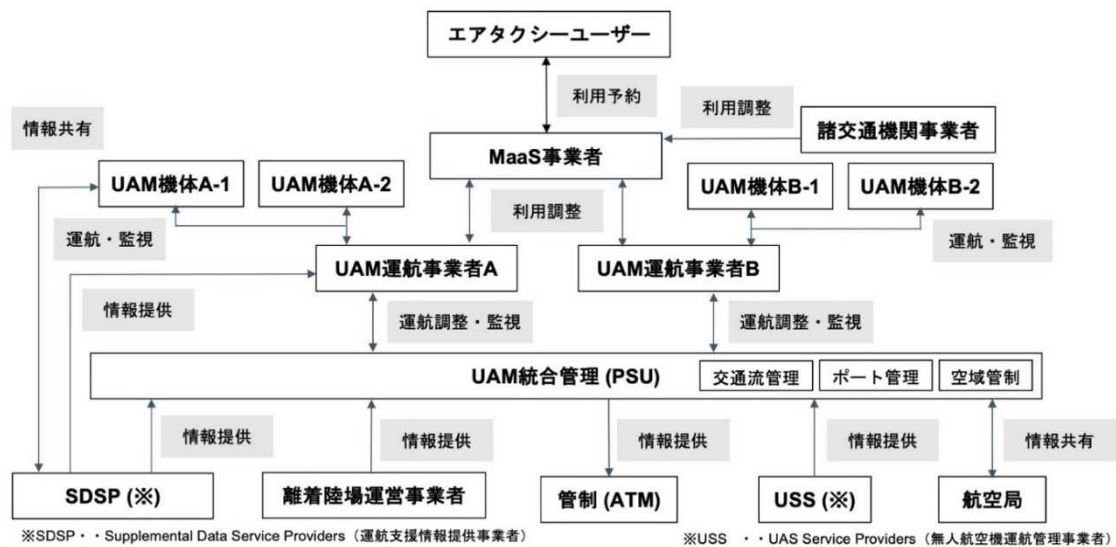 エアタクシーユーザー
利用予約
情報共有
利用調整
諸交通機関事業者
MaaS事業者
UAM機体A-1
UAM機体A-2
UAM機体B-1
UAM機体B-2
利用調整
運航・監視
運航・監視
UAM運航事業者A
UAM運航事業者B
情報提供
運航調整・監視
運航調整・監視
UAM統合管理 (PSU)
交通流管理
ポート管理
空域管制
情報提供
情報提供
情報提供
情報提供
情報共有
SDSP (※)
離着陸場運営事業者
管制 (ATM)
USS (※)
航空局
※SDSP・・Supplemental Data Service Providers（運航支援情報提供事業者）
※USS ・・UAS Service Providers（無人航空機運航管理事業者）